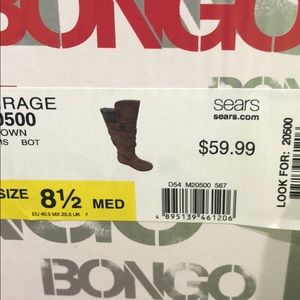 BONGO
BONGO
RAGE
0500
OWN
MS BOT
sears
sears.com
$59.99
LOOK FOR: 20500
SIZE 8½ MED
EU 40.5 MX 25.5 UK 7
D54 M20500 567
4 895139 461206
BONGO